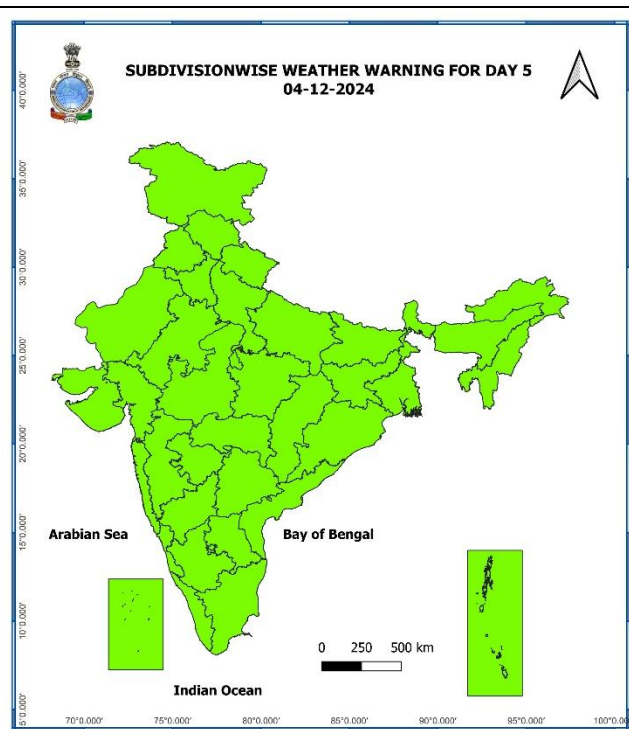 SUBDIVISIONWISE WEATHER WARNING FOR DAY 5
04-12-2024
40°0.000'
35°0.000'
30°0.000'
25°0.000'
20°0.000'
15°0.000'
10°0.000'
5°0.000'
Arabian Sea
Bay of Bengal
0 250 500 km
Indian Ocean
70°0.000' 75°0.000' 80°0.000' 85°0.000' 90°0.000' 95°0.000' 100°0.0